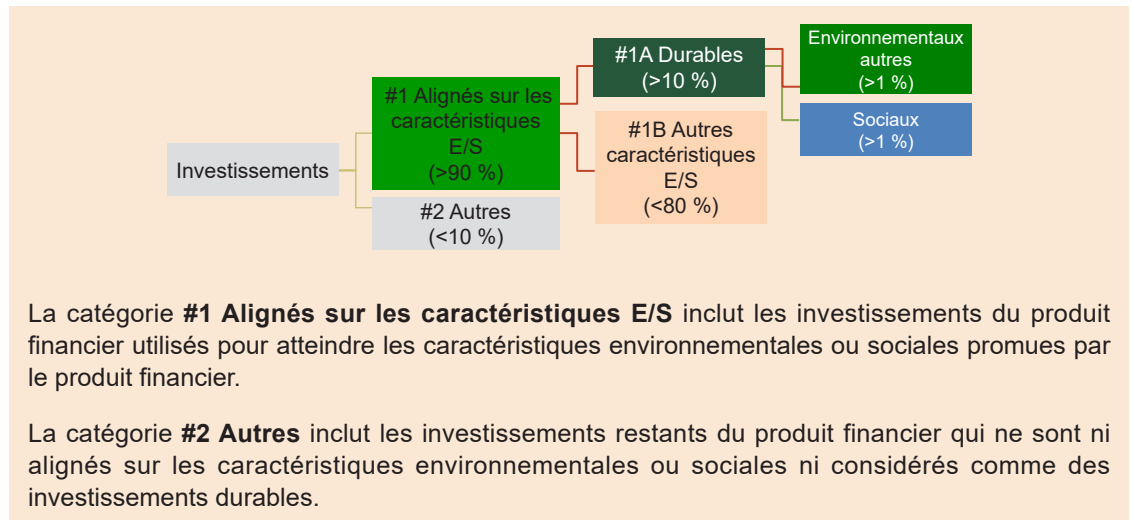 Investissements
#1 Alignés sur les
caractéristiques
E/S
(>90 %)
#2 Autres
(<10 %)
#1A Durables
(>10 %)
#1B Autres
caractéristiques
E/S
(<80 %)
Environnementaux
autres
(>1 %)
Sociaux
(>1 %)
La catégorie #1 Alignés sur les caractéristiques E/S inclut les investissements du produit
financier utilisés pour atteindre les caractéristiques environnementales ou sociales promues par
le produit financier.
La catégorie #2 Autres inclut les investissements restants du produit financier qui ne sont ni
alignés sur les caractéristiques environnementales ou sociales ni considérés comme des
investissements durables.